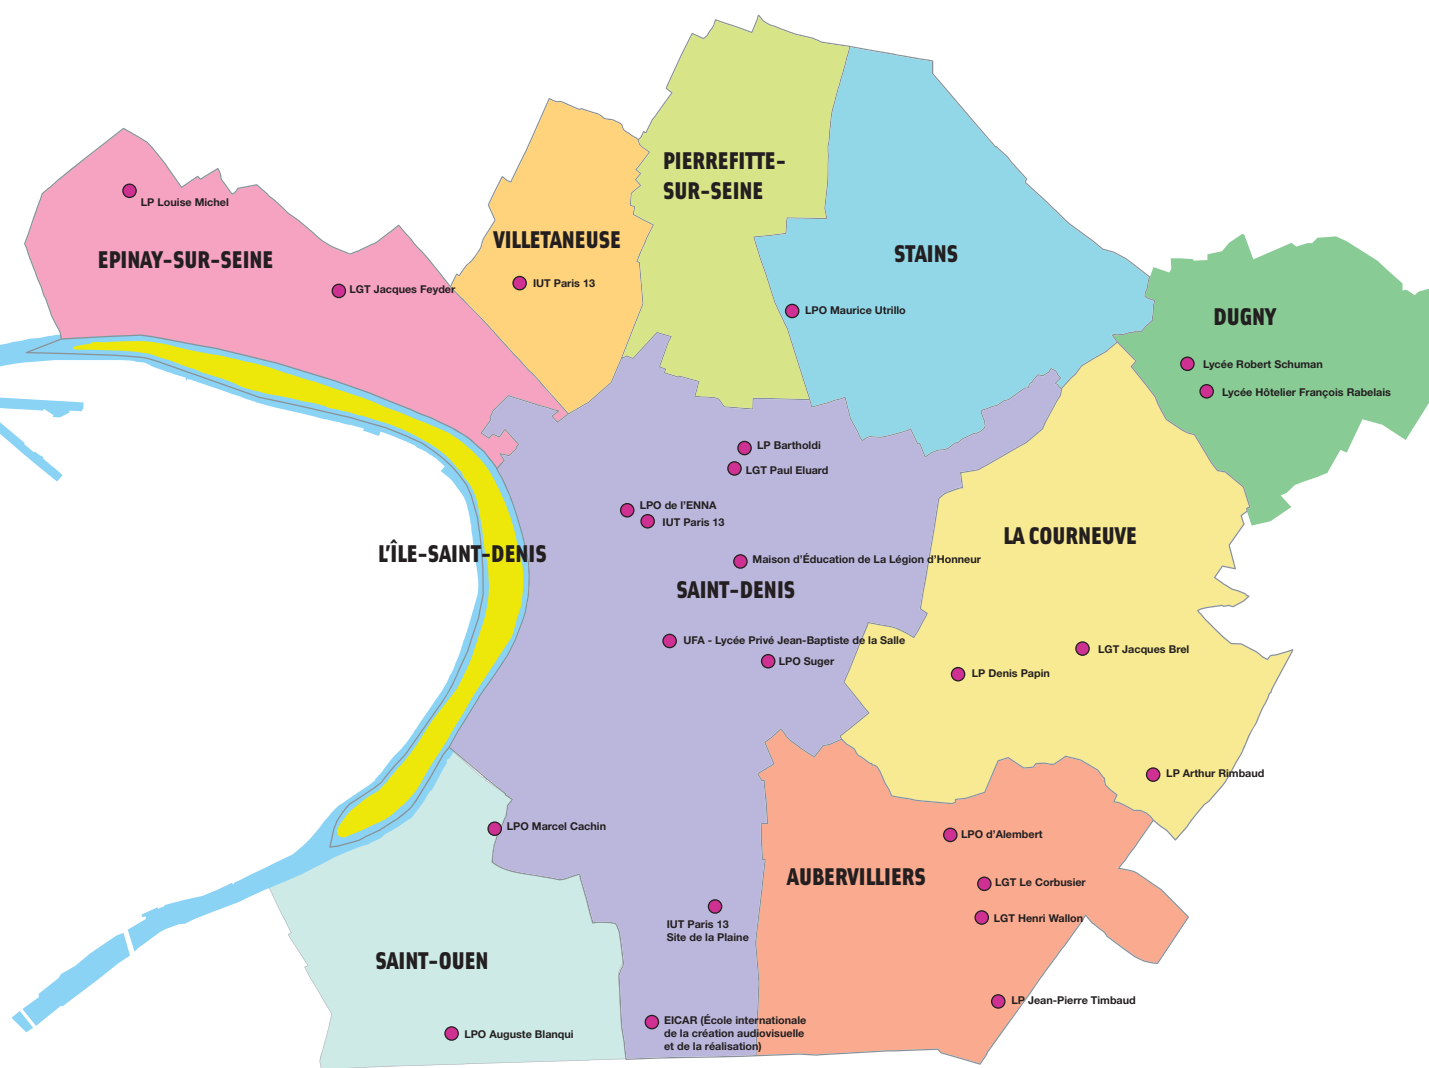 PIERREFITTE-
SUR-SEINE
LP Louise Michel
VILLETANEUSE
STAINS
EPINAY-SUR-SEINE
IUT Paris 13
LGT Jacques Feyder
LPO Maurice Utrillo
DUGNY
Lycée Robert Schuman
Lycée Hôtelier François Rabelais
LP Bartholdi
LGT Paul Eluard
LPO de l'ENNA
IUT Paris 13
LA COURNEUVE
L'ÎLE-SAINT-DENIS
Maison d'Éducation de La Légion d'Honneur
SAINT-DENIS
UFA - Lycée Privé Jean-Baptiste de la Salle
LGT Jacques Brel
LPO Suger
LP Denis Papin
LP Arthur Rimbaud
LPO Marcel Cachin
LPO d'Alembert
AUBERVILLIERS
LGT Le Corbusier
LGT Henri Wallon
IUT Paris 13
Site de la Plaine
SAINT-OUEN
LP Jean-Pierre Timbaud
EICAR (École internationale
de la création audiovisuelle
et de la réalisation)
LPO Auguste Blanqui